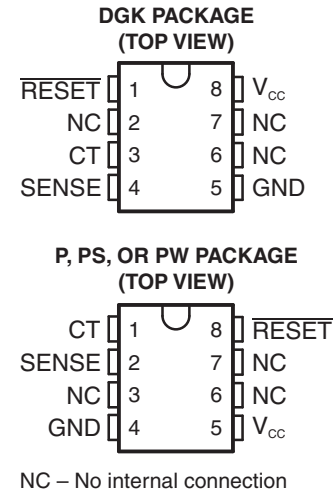 DGK PACKAGE
(TOP VIEW)
RESET 1 8 VCC
NC 2 7 NC
CT 3 6 NC
SENSE 4 5 GND
P, PS, OR PW PACKAGE
(TOP VIEW)
CT 1 8 RESET
SENSE 2 7 NC
NC 3 6 NC
GND 4 5 VCC
NC – No internal connection